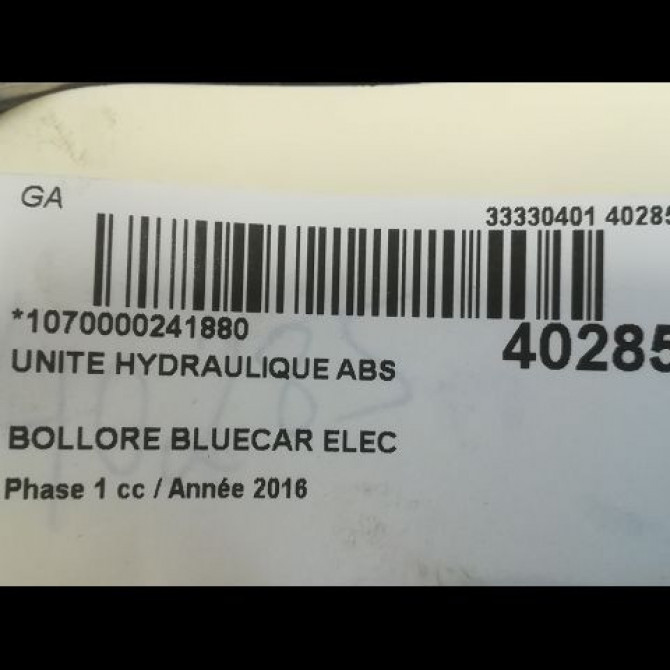 GA
33330401 40285
*1070000241880
40285
UNITE HYDRAULIQUE ABS
BOLLORE BLUECAR ELEC
Phase 1 cc / Année 2016